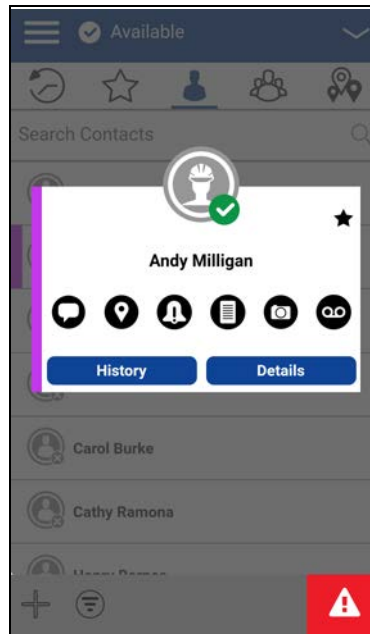 Available
Search Contacts
Andy Milligan
History
Details
Carol Burke
Cathy Ramona